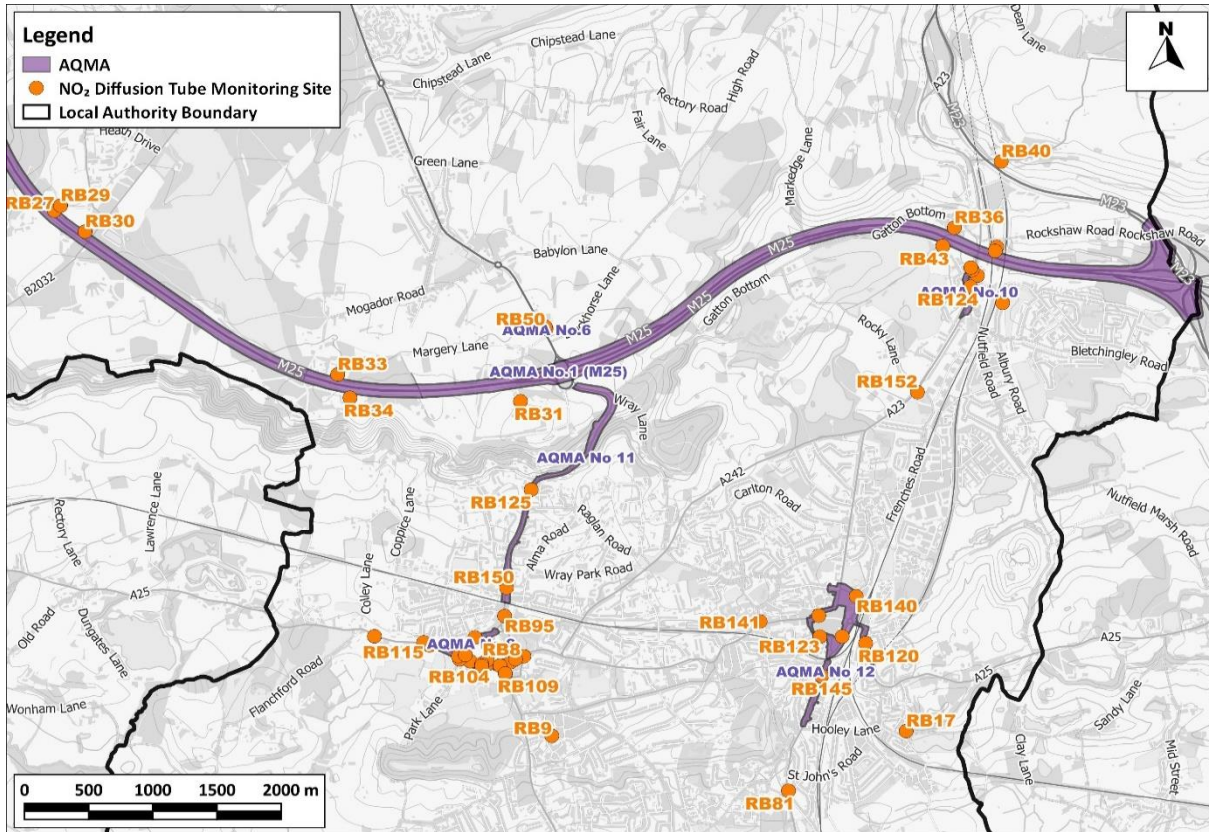 Legend
AQMA
NO₂ Diffusion Tube Monitoring Site
Local Authority Boundary
N
Chipstead Lane
Chipstead Lane
High Road
Rectory Road
Fair Lane
Dean Lane
A23
M23
Heath Drive
Green Lane
Markedge Lane
RB40
RB27
RB29
RB30
M23
RB36
Gatton Bottom
Rockshaw Road
Rockshaw Road
B2032
Babylon Lane
M25
RB43
M23
Mogador Road
M25
Gatton Bottom
AQMA No.10
RB124
RB50
AQMA No.6
Margery Lane
M25
Rocky Lane
Nutfield Road
Albury Road
Bletchingley Road
M25
RB33
AQMA No.1 (M25)
RB34
RB31
Wray Lane
RB152
A23
AQMA No 11
A242
Carlton Road
Frenches Road
RB125
Rectory Lane
Lawrence Lane
Coppice Lane
Alma Road
Raglan Road
Nutfield Marsh Road
Wray Park Road
RB150
A25
Colley Lane
RB95
RB141
RB140
RB123
RB120
A25
Old Road
Dungates Lane
RB115
RB8
RB104
RB109
AQMA No 12
RB145
A25
Flanchford Road
Park Lane
Sandy Lane
Wonham Lane
RB9
Hooley Lane
RB17
Clay Lane
Mid Street
St John's Road
RB81
0 500 1000 1500 2000 m